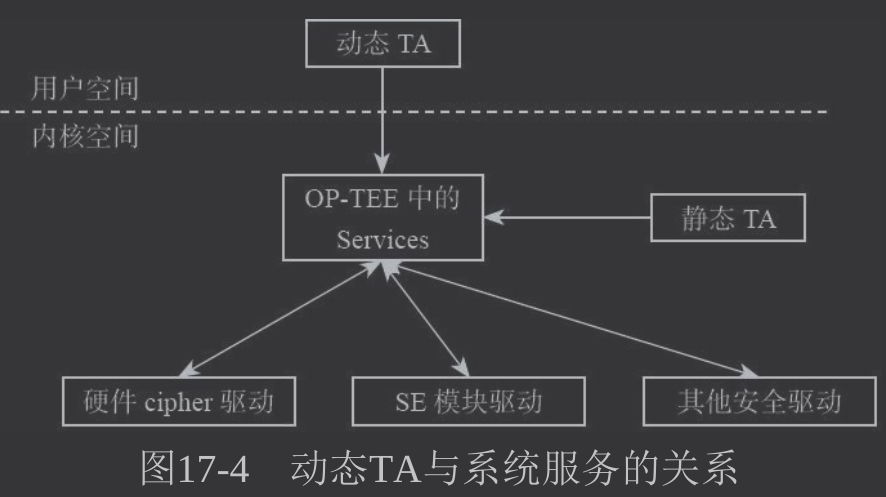 动态 TA
用户空间
内核空间
OP-TEE 中的
Services
静态 TA
硬件 cipher 驱动
SE 模块驱动
其他安全驱动
图17-4 动态TA与系统服务的关系